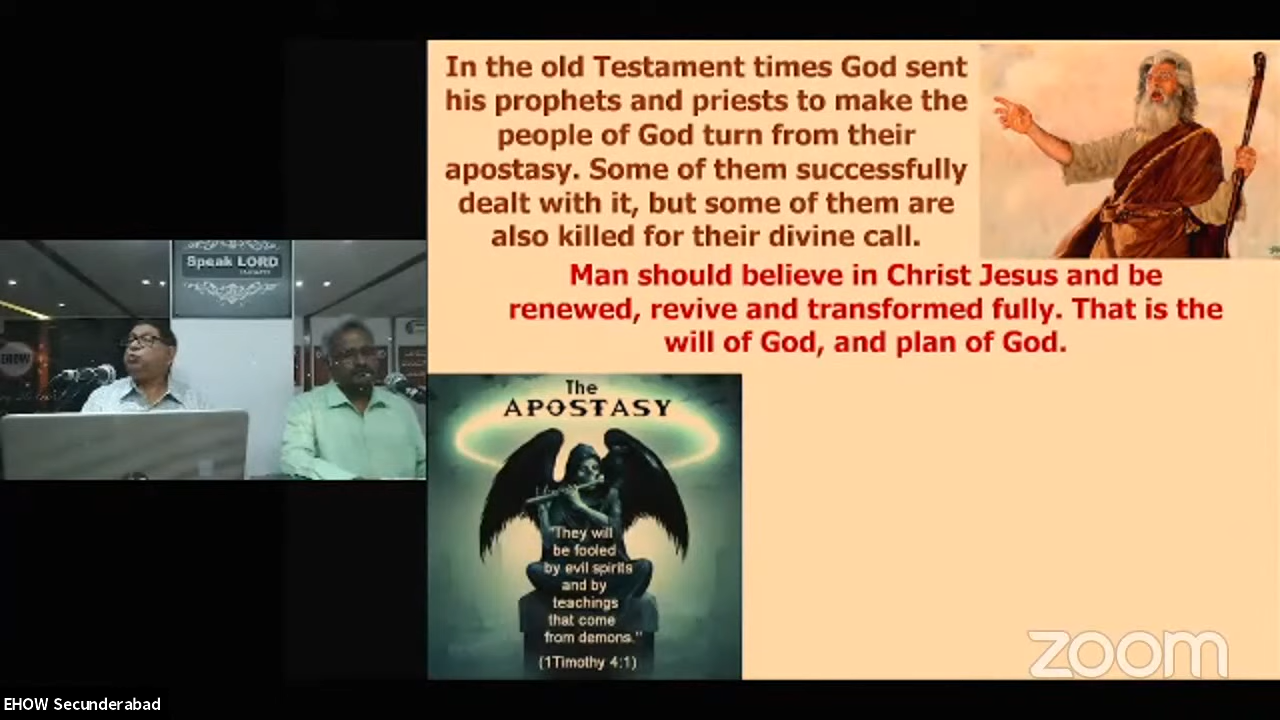 In the old Testament times God sent
his prophets and priests to make the
people of God turn from their
apostasy. Some of them successfully
dealt with it, but some of them are
also killed for their divine call.
Man should believe in Christ Jesus and be
renewed, revive and transformed fully. That is the
will of God, and plan of God.
Speak LORD
EHOW
The
APOSTASY
"They will
be fooled
by evil spirits
and by
teachings
that come
from demons."
(1Timothy 4:1)
zoom
EHOW Secunderabad